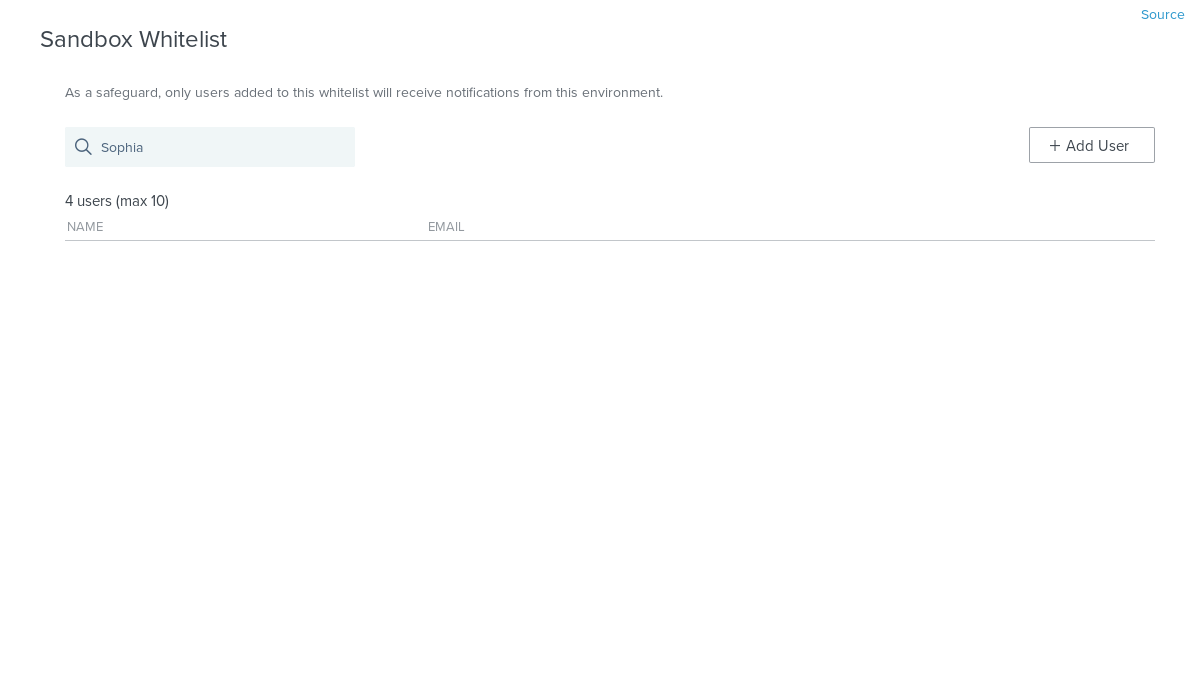 Source
Sandbox Whitelist
As a safeguard, only users added to this whitelist will receive notifications from this environment.
Sophia
+ Add User
4 users (max 10)
NAME EMAIL